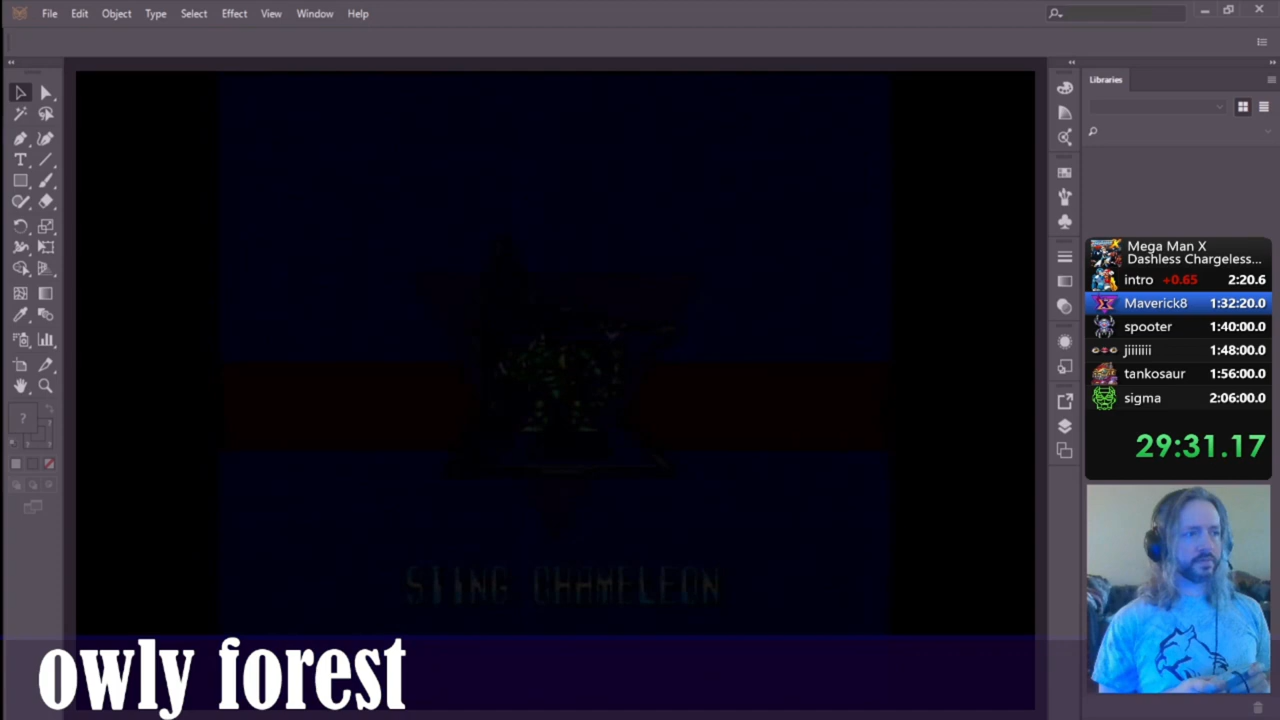 File Edit Object Type Select Effect View Window Help
Libraries
Mega Man X
Dashless Chargeless...
intro +0.65 2:20.6
Maverick8 1:32:20.0
spooter 1:40:00.0
jiiiiiii 1:48:00.0
tankosaur 1:56:00.0
sigma 2:06:00.0
29:31.17
?
STING CHAMELEON
owly forest